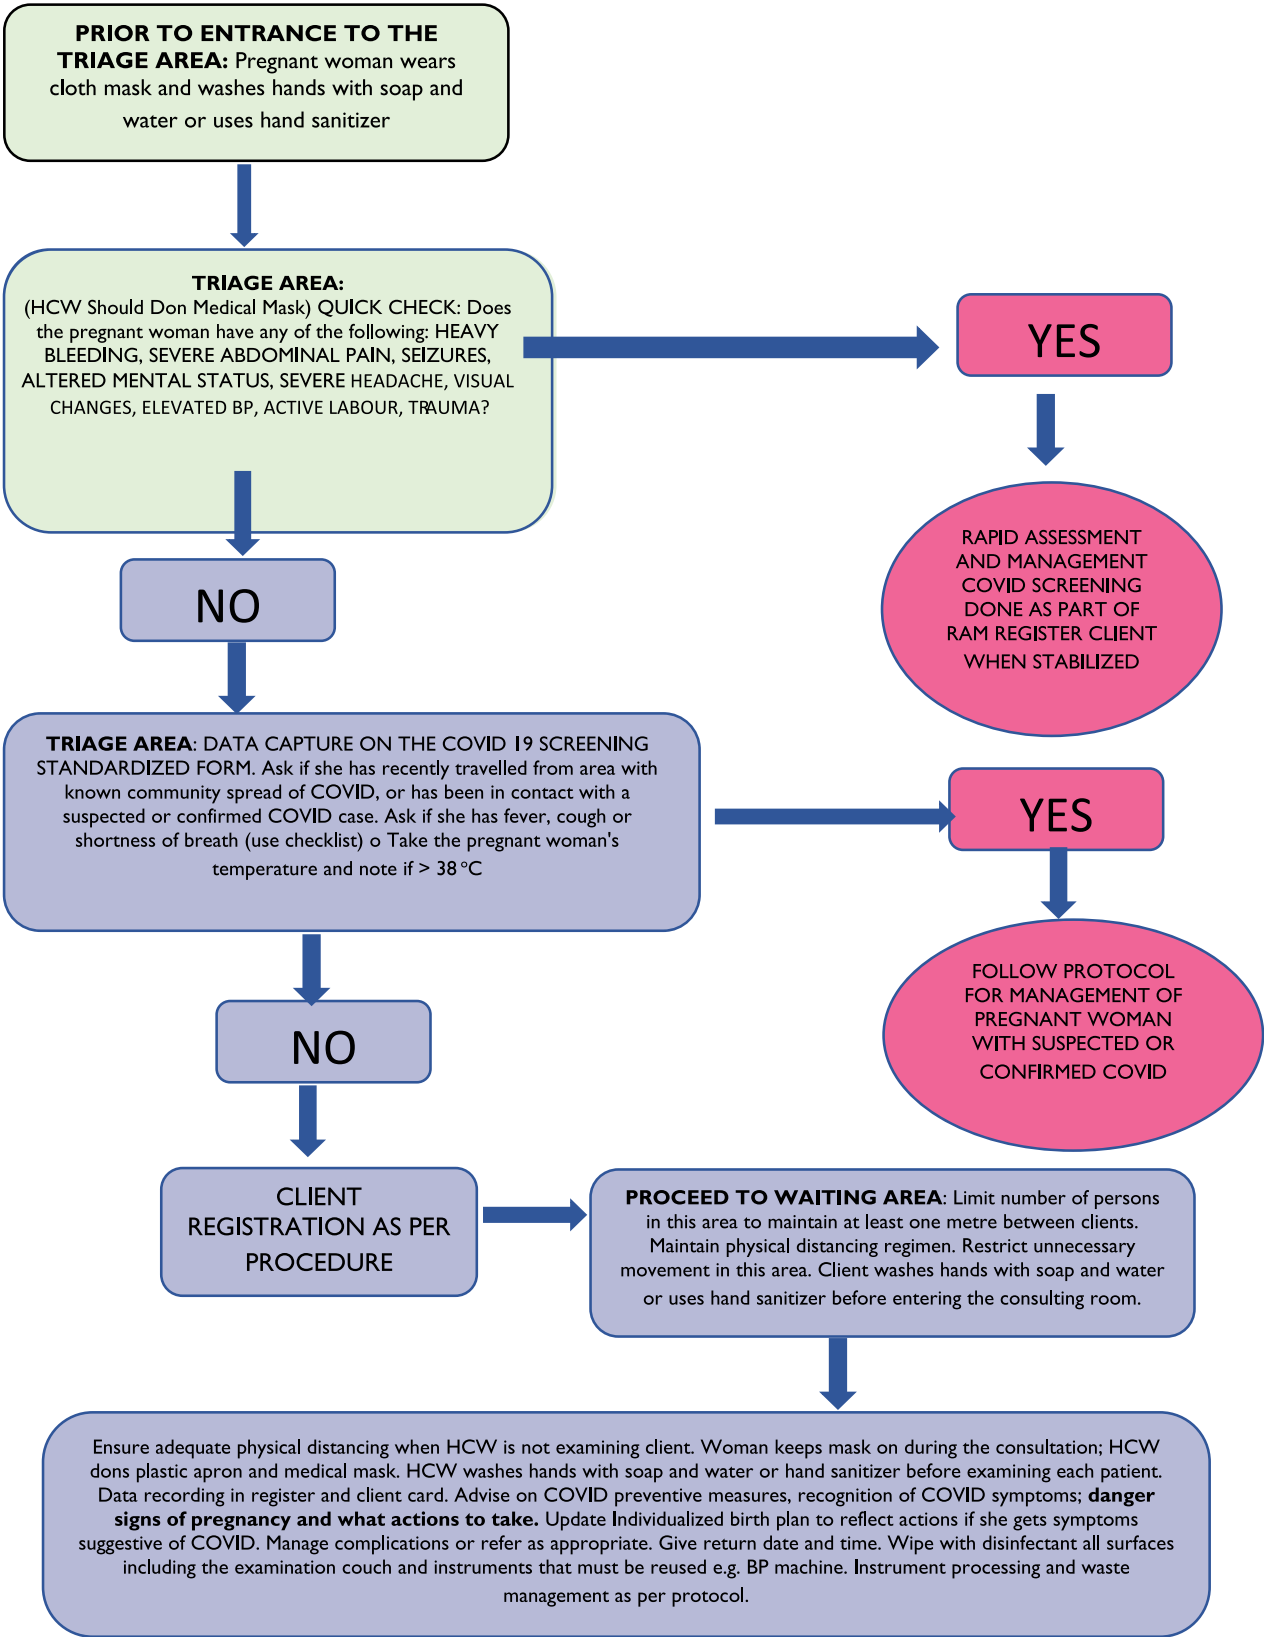 PRIOR TO ENTRANCE TO THE
TRIAGE AREA: Pregnant woman wears
cloth mask and washes hands with soap and
water or uses hand sanitizer
TRIAGE AREA:
(HCW Should Don Medical Mask) QUICK CHECK: Does
the pregnant woman have any of the following: HEAVY
BLEEDING, SEVERE ABDOMINAL PAIN, SEIZURES,
ALTERED MENTAL STATUS, SEVERE HEADACHE, VISUAL
CHANGES, ELEVATED BP, ACTIVE LABOUR, TRAUMA?
YES
RAPID ASSESSMENT
AND MANAGEMENT
COVID SCREENING
DONE AS PART OF
RAM REGISTER CLIENT
WHEN STABILIZED
NO
TRIAGE AREA: DATA CAPTURE ON THE COVID 19 SCREENING
STANDARDIZED FORM. Ask if she has recently travelled from area with
known community spread of COVID, or has been in contact with a
suspected or confirmed COVID case. Ask if she has fever, cough or
shortness of breath (use checklist) o Take the pregnant woman's
temperature and note if > 38 °C
YES
FOLLOW PROTOCOL
FOR MANAGEMENT OF
PREGNANT WOMAN
WITH SUSPECTED OR
CONFIRMED COVID
NO
CLIENT
REGISTRATION AS PER
PROCEDURE
PROCEED TO WAITING AREA: Limit number of persons
in this area to maintain at least one metre between clients.
Maintain physical distancing regimen. Restrict unnecessary
movement in this area. Client washes hands with soap and water
or uses hand sanitizer before entering the consulting room.
Ensure adequate physical distancing when HCW is not examining client. Woman keeps mask on during the consultation; HCW
dons plastic apron and medical mask. HCW washes hands with soap and water or hand sanitizer before examining each patient.
Data recording in register and client card. Advise on COVID preventive measures, recognition of COVID symptoms; danger
signs of pregnancy and what actions to take. Update Individualized birth plan to reflect actions if she gets symptoms
suggestive of COVID. Manage complications or refer as appropriate. Give return date and time. Wipe with disinfectant all surfaces
including the examination couch and instruments that must be reused e.g. BP machine. Instrument processing and waste
management as per protocol.